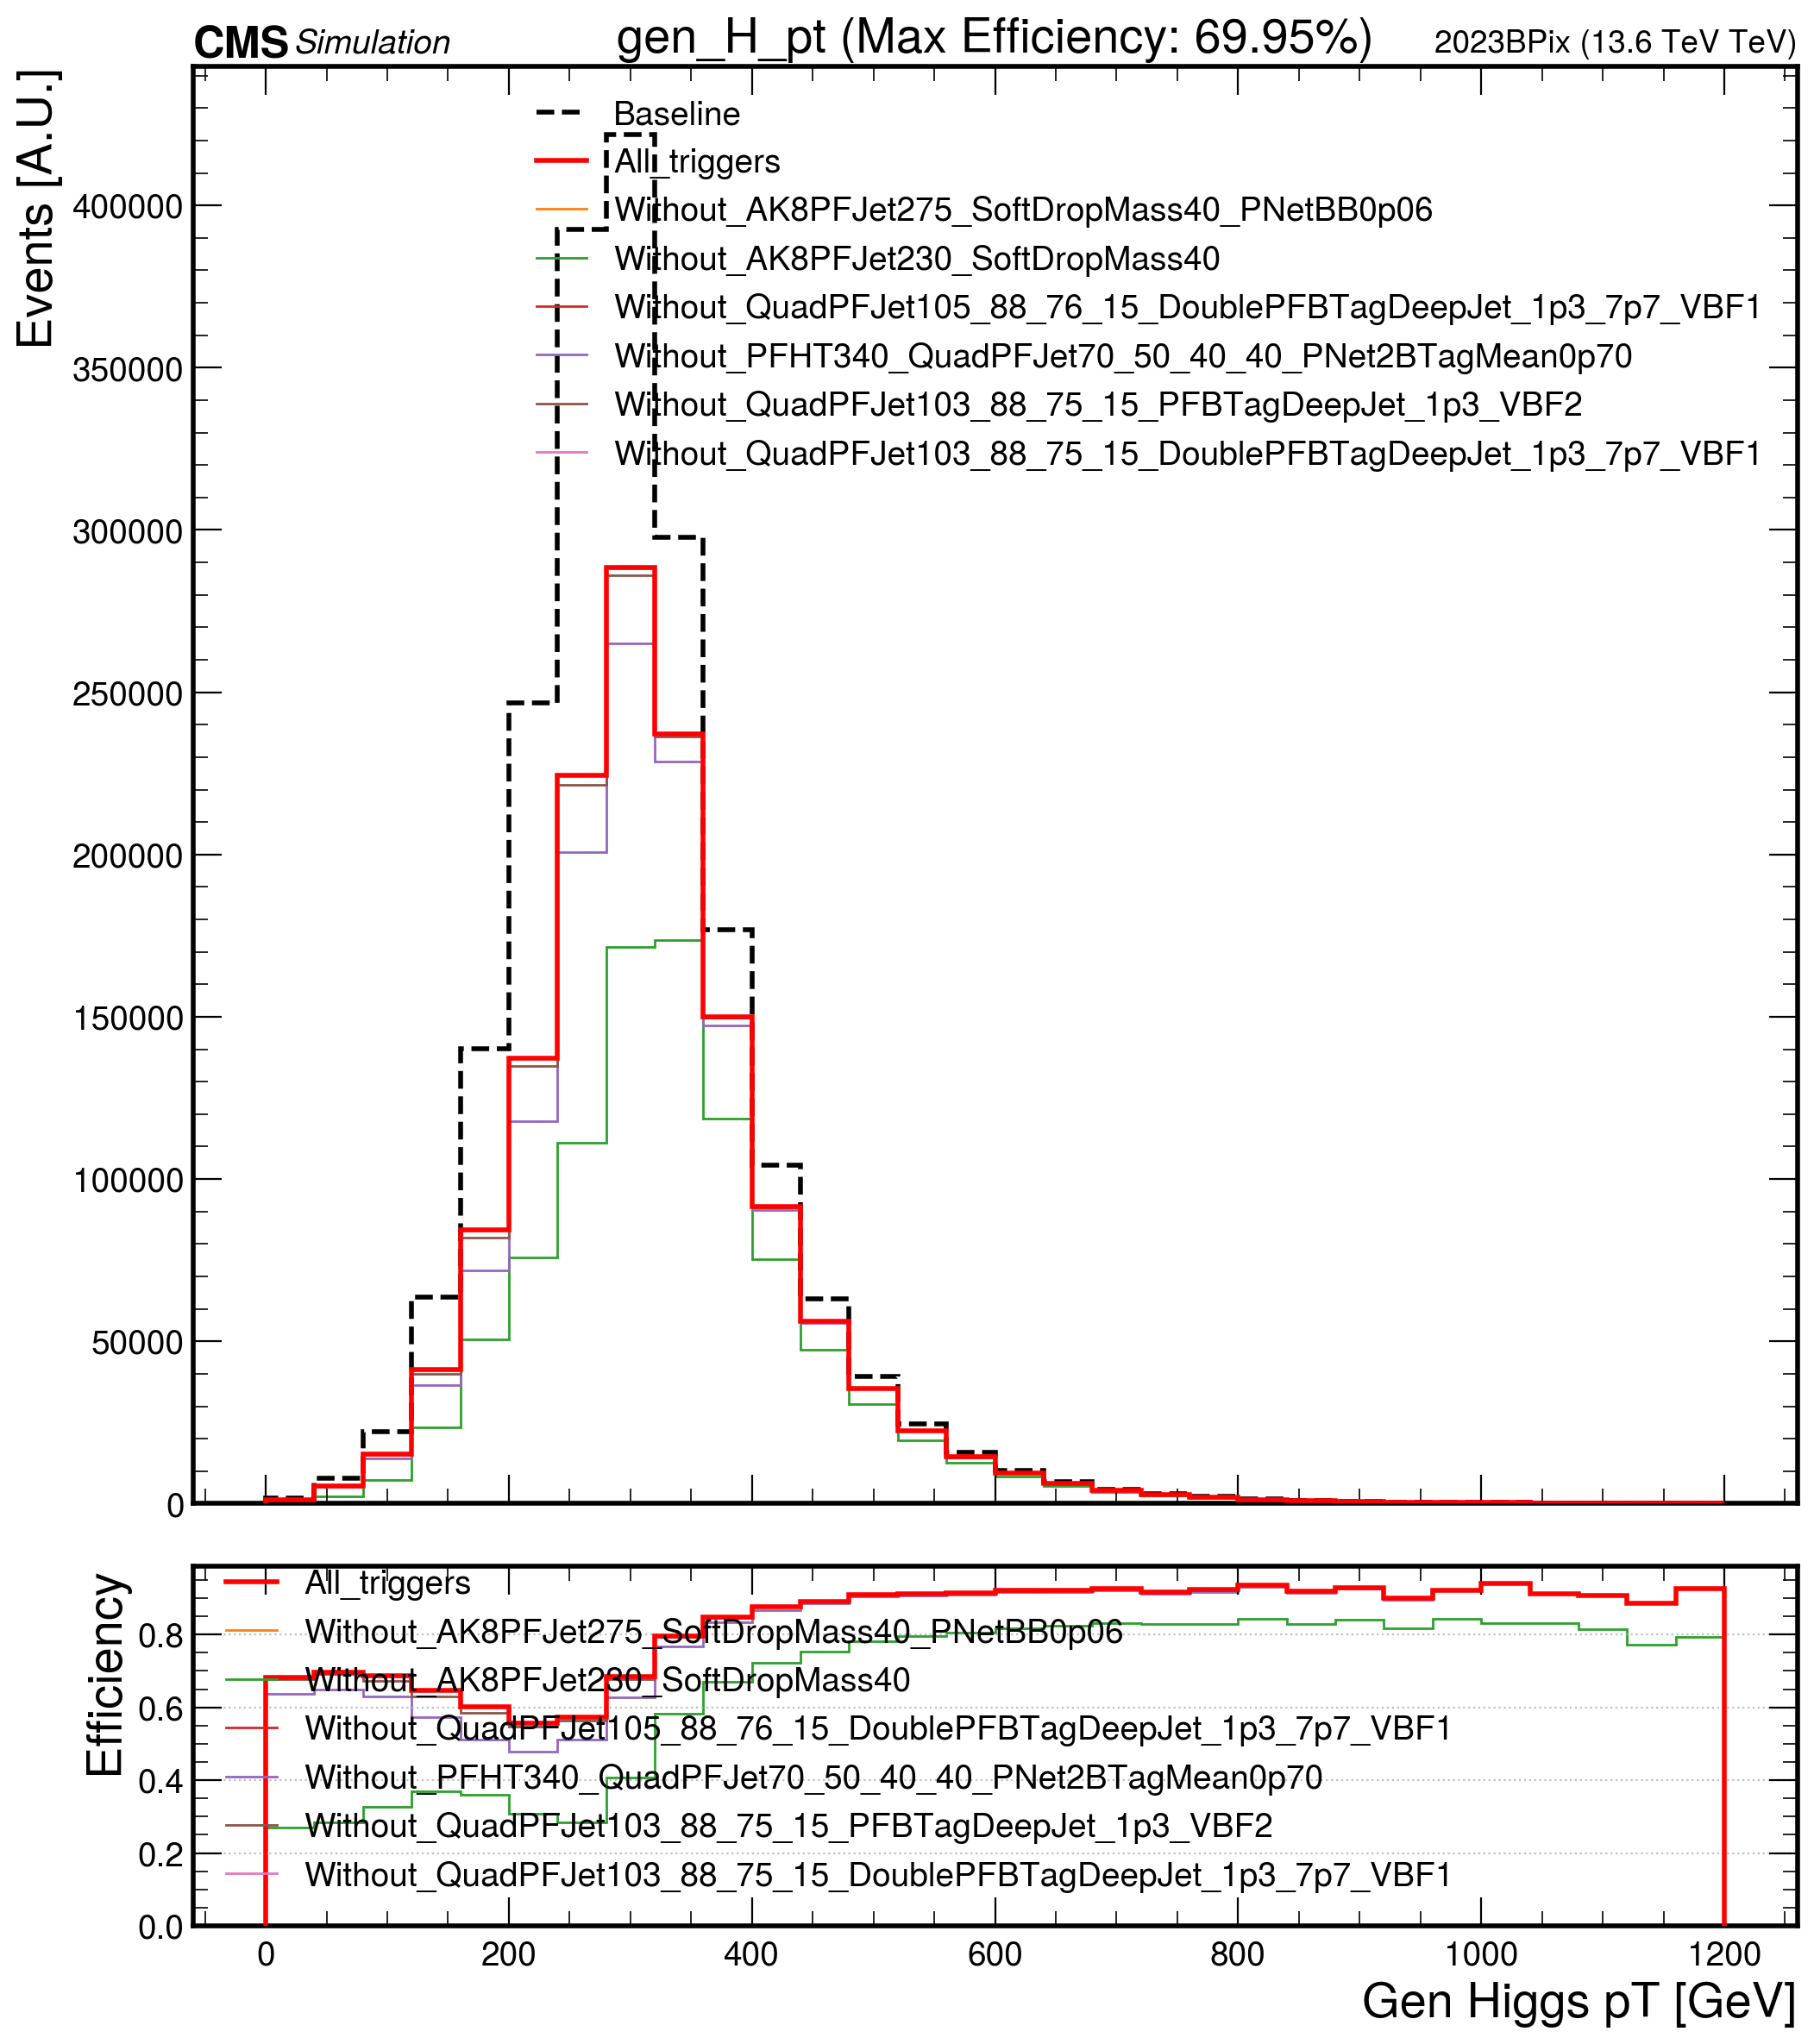 CMS Simulation gen_H_pt (Max Efficiency: 69.95%) 2023BPix (13.6 TeV TeV)
Events [A.U.]
Baseline
All_triggers
Without_AK8PFJet275_SoftDropMass40_PNetBB0p06
Without_AK8PFJet230_SoftDropMass40
Without_QuadPFJet105_88_76_15_DoublePFBTagDeepJet_1p3_7p7_VBF1
Without_PFHT340_QuadPFJet70_50_40_40_PNet2BTagMean0p70
Without_QuadPFJet103_88_75_15_PFBTagDeepJet_1p3_VBF2
Without_QuadPFJet103_88_75_15_DoublePFBTagDeepJet_1p3_7p7_VBF1
400000
350000
300000
250000
200000
150000
100000
50000
0
Efficiency
All_triggers
Without_AK8PFJet275_SoftDropMass40_PNetBB0p06
Without_AK8PFJet230_SoftDropMass40
Without_QuadPFJet105_88_76_15_DoublePFBTagDeepJet_1p3_7p7_VBF1
Without_PFHT340_QuadPFJet70_50_40_40_PNet2BTagMean0p70
Without_QuadPFJet103_88_75_15_PFBTagDeepJet_1p3_VBF2
Without_QuadPFJet103_88_75_15_DoublePFBTagDeepJet_1p3_7p7_VBF1
0.8
0.6
0.4
0.2
0.0
0 200 400 600 800 1000 1200
Gen Higgs pT [GeV]